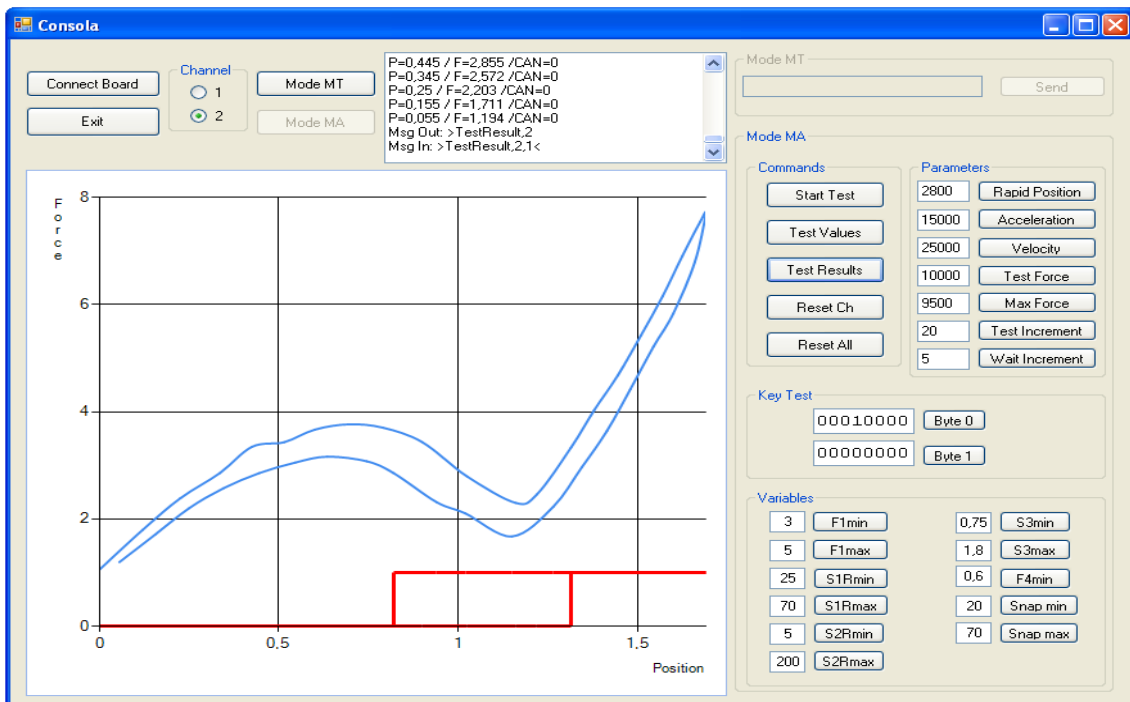 Consola
Connect Board
Exit
Channel
1
2
Mode MT
Mode MA
P=0,445 / F=2,855 /CAN=0
P=0,345 / F=2,572 /CAN=0
P=0,25 / F=2,203 /CAN=0
P=0,155 / F=1,711 /CAN=0
P=0,055 / F=1,194 /CAN=0
Msg Out: >TestResult,2
Msg In: >TestResult,2,1<
Mode MT
Send
Mode MA
Commands
Start Test
Test Values
Test Results
Reset Ch
Reset All
Parameters
2800 Rapid Position
15000 Acceleration
25000 Velocity
10000 Test Force
9500 Max Force
20 Test Increment
5 Wait Increment
Key Test
00010000 Byte 0
00000000 Byte 1
Variables
3 F1min
5 F1max
25 S1Rmin
70 S1Rmax
5 S2Rmin
200 S2Rmax
0,75 S3min
1,8 S3max
0,6 F4min
20 Snap min
70 Snap max
Force
8
6
4
2
0
0 0.5 1 1.5
Position